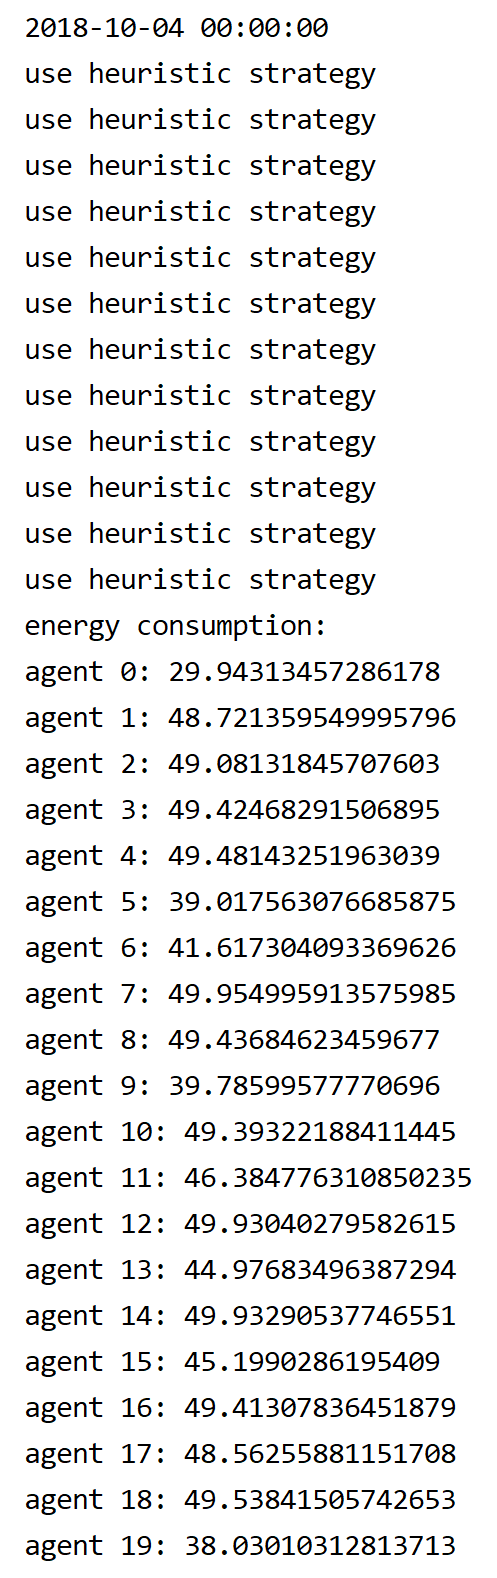 2018-10-04 00:00:00
use heuristic strategy
use heuristic strategy
use heuristic strategy
use heuristic strategy
use heuristic strategy
use heuristic strategy
use heuristic strategy
use heuristic strategy
use heuristic strategy
use heuristic strategy
use heuristic strategy
use heuristic strategy
energy consumption:
agent 0: 29.94313457286178
agent 1: 48.721359549995796
agent 2: 49.08131845707603
agent 3: 49.42468291506895
agent 4: 49.48143251963039
agent 5: 39.017563076685875
agent 6: 41.617304093369626
agent 7: 49.954995913575985
agent 8: 49.43684623459677
agent 9: 39.78599577770696
agent 10: 49.39322188411445
agent 11: 46.384776310850235
agent 12: 49.93040279582615
agent 13: 44.97683496387294
agent 14: 49.93290537746551
agent 15: 45.1990286195409
agent 16: 49.41307836451879
agent 17: 48.56255881151708
agent 18: 49.53841505742653
agent 19: 38.03010312813713